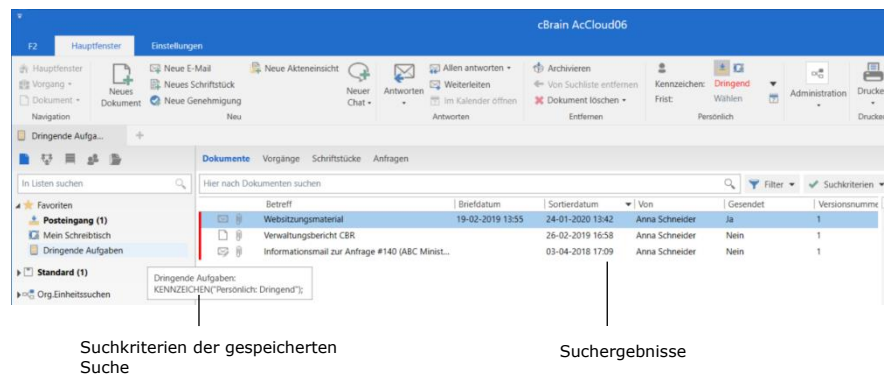 cBrain AcCloud06
F2 Hauptfenster Einstellungen
Hauptfenster
Vorgang
Dokument
Navigation
Neues
Dokument
Neue E-Mail
Neues Schriftstück
Neue Genehmigung
Neue Akteneinsicht
Neuer
Chat
Neu
Antworten
Allen antworten
Weiterleiten
Im Kalender öffnen
Antworten
Archivieren
Von Suchliste entfernen
Dokument löschen
Entfernen
Kennzeichen: Dringend
Frist: Wählen
Persönlich
Administration
Drucke
Drucker
Dringende Aufga...
In Listen suchen
Favoriten
Posteingang (1)
Mein Schreibtisch
Dringende Aufgaben
Standard (1)
Org.Einheitssuchen
Dokumente Vorgänge Schriftstücke Anfragen
Hier nach Dokumenten suchen Filter Suchkriterien
Betreff Briefdatum Sortierdatum Von Gesendet Versionsnumme
Websitzungsmaterial 19-02-2019 13:55 24-01-2020 13:42 Anna Schneider Ja 1
Verwaltungsbericht CBR 26-02-2019 16:58 Anna Schneider Nein 1
Informationsmail zur Anfrage #140 (ABC Minist... 03-04-2018 17:09 Anna Schneider Nein 1
Dringende Aufgaben:
KENNZEICHEN("Persönlich: Dringend");
Suchkriterien der gespeicherten
Suche
Suchergebnisse